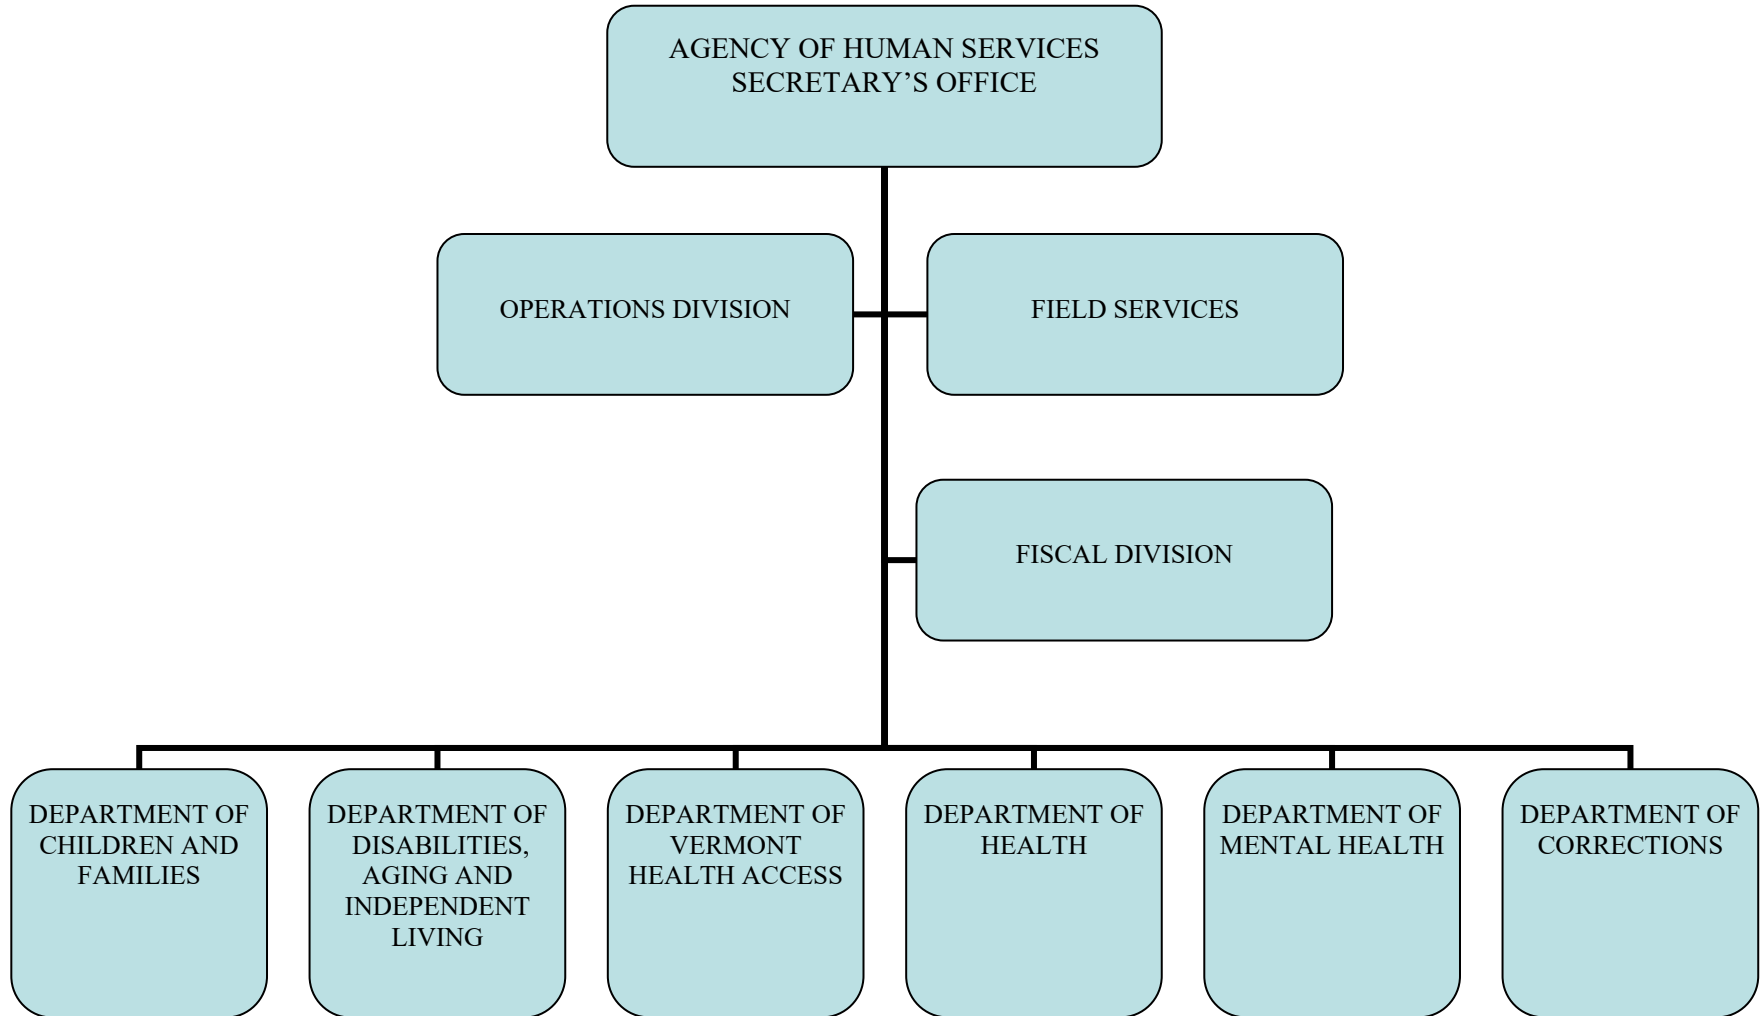 AGENCY OF HUMAN SERVICES
SECRETARY’S OFFICE
OPERATIONS DIVISION
FIELD SERVICES
FISCAL DIVISION
DEPARTMENT OF
CHILDREN AND
FAMILIES
DEPARTMENT OF
DISABILITIES,
AGING AND
INDEPENDENT
LIVING
DEPARTMENT OF
VERMONT
HEALTH ACCESS
DEPARTMENT OF
HEALTH
DEPARTMENT OF
MENTAL HEALTH
DEPARTMENT OF
CORRECTIONS